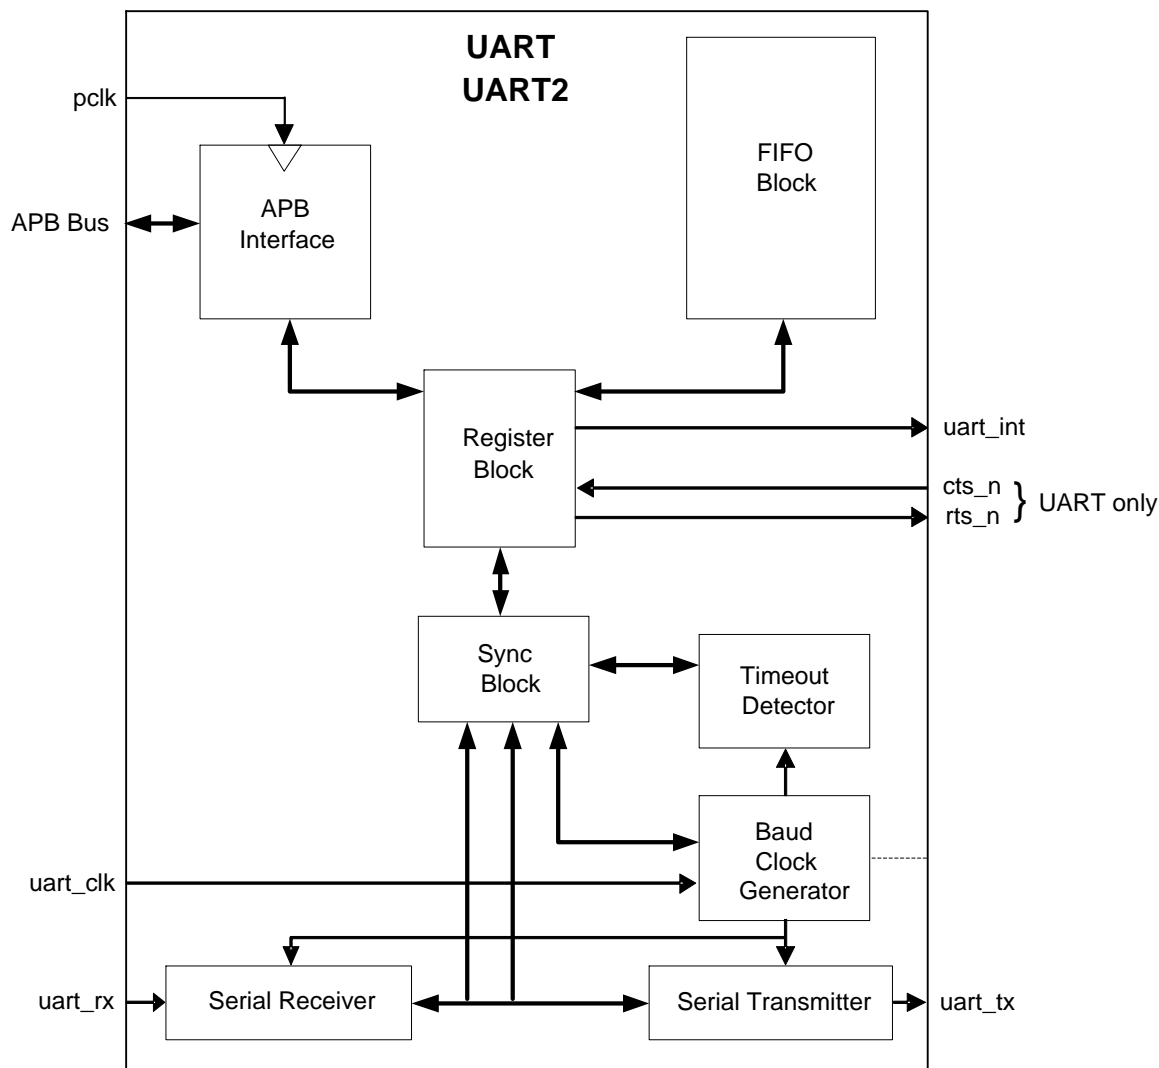 UART
UART2
pclk
FIFO
Block
APB
Interface
APB Bus
Register
Block
uart_int
cts_n
rts_n
} UART only
Sync
Block
Timeout
Detector
Baud
Clock
Generator
uart_clk
uart_rx
Serial Receiver
Serial Transmitter
uart_tx